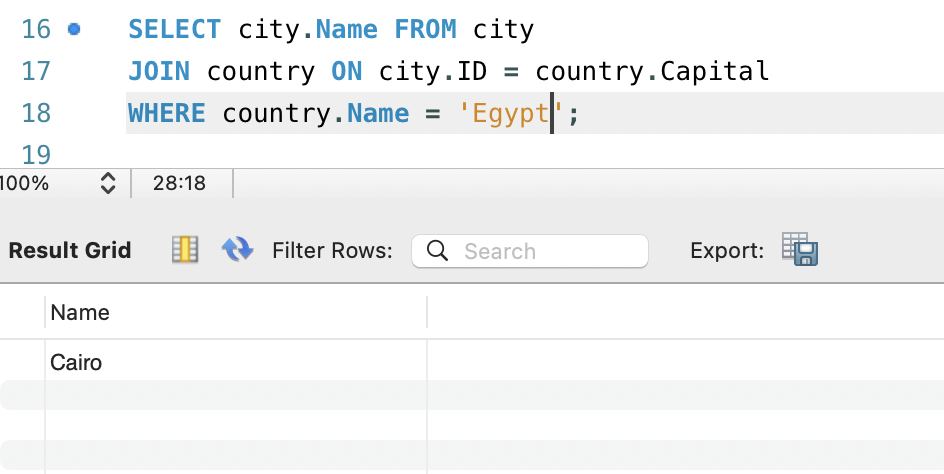 16 SELECT city.Name FROM city
17 JOIN country ON city.ID = country.Capital
18 WHERE country.Name = 'Egypt';
19
100% 28:18
Result Grid Filter Rows: Search Export:
Name
Cairo